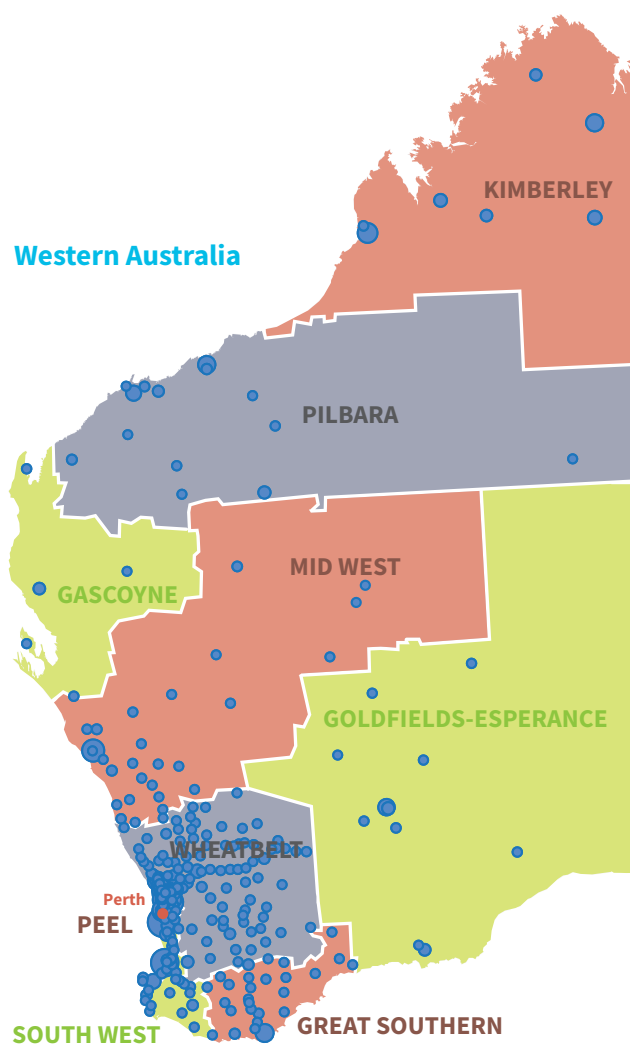 KIMBERLEY
Western Australia
PILBARA
MID WEST
GASCOYNE
GOLDFIELDS-ESPERANCE
WHEATBELT
Perth
PEEL
GREAT SOUTHERN
SOUTH WEST